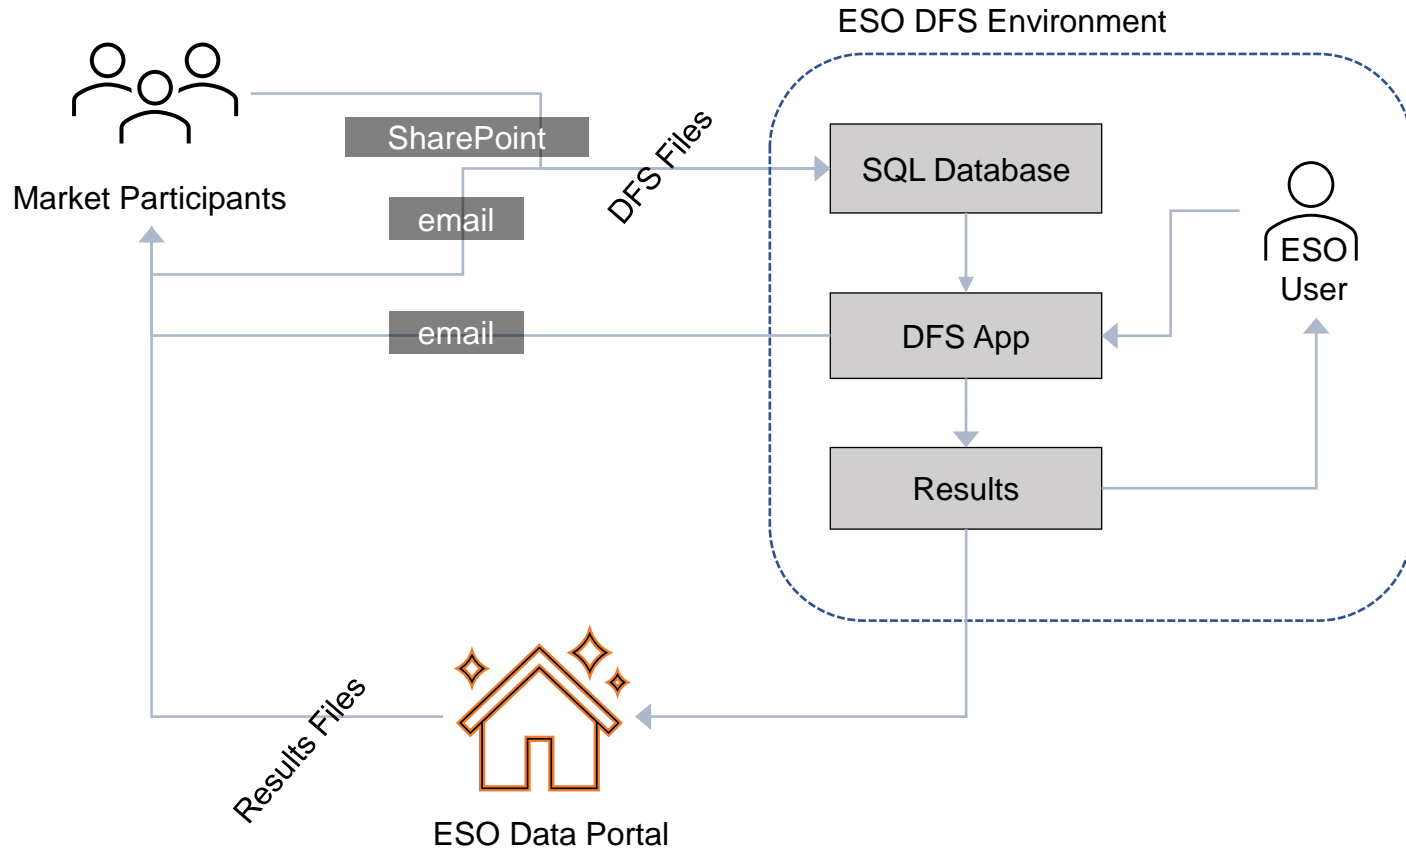 ESO DFS Environment
SharePoint
DFS Files
SQL Database
Market Participants
email
ESO
User
email
DFS App
Results
Results Files
ESO Data Portal